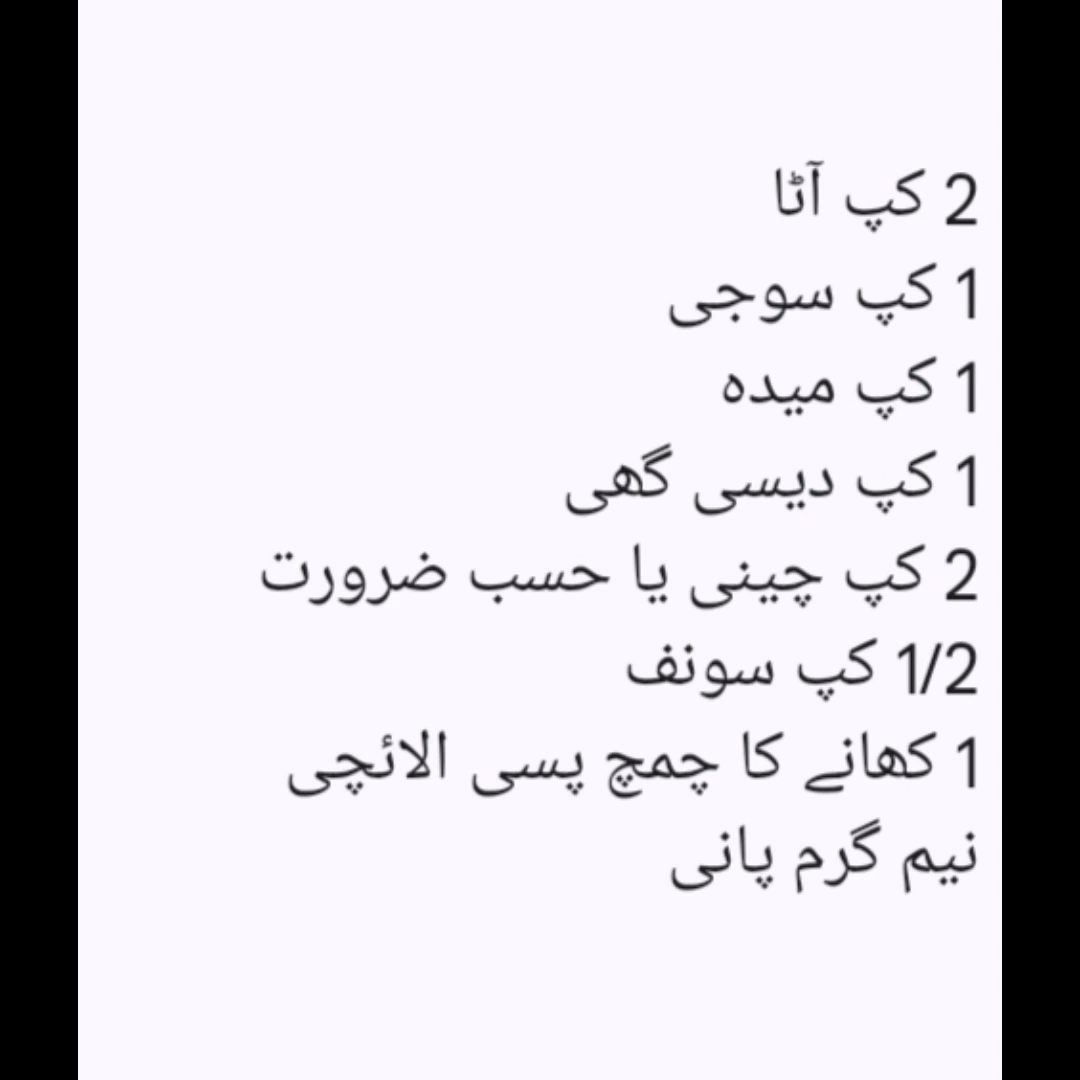 2 کپ آٹا
1 کپ سوجی
1 کپ میدہ
1 کپ دیسی گھی
2 کپ چینی یا حسب ضرورت
1/2 کپ سونف
1 کھانے کا چمچ پسی الائچی
نیم گرم پانی